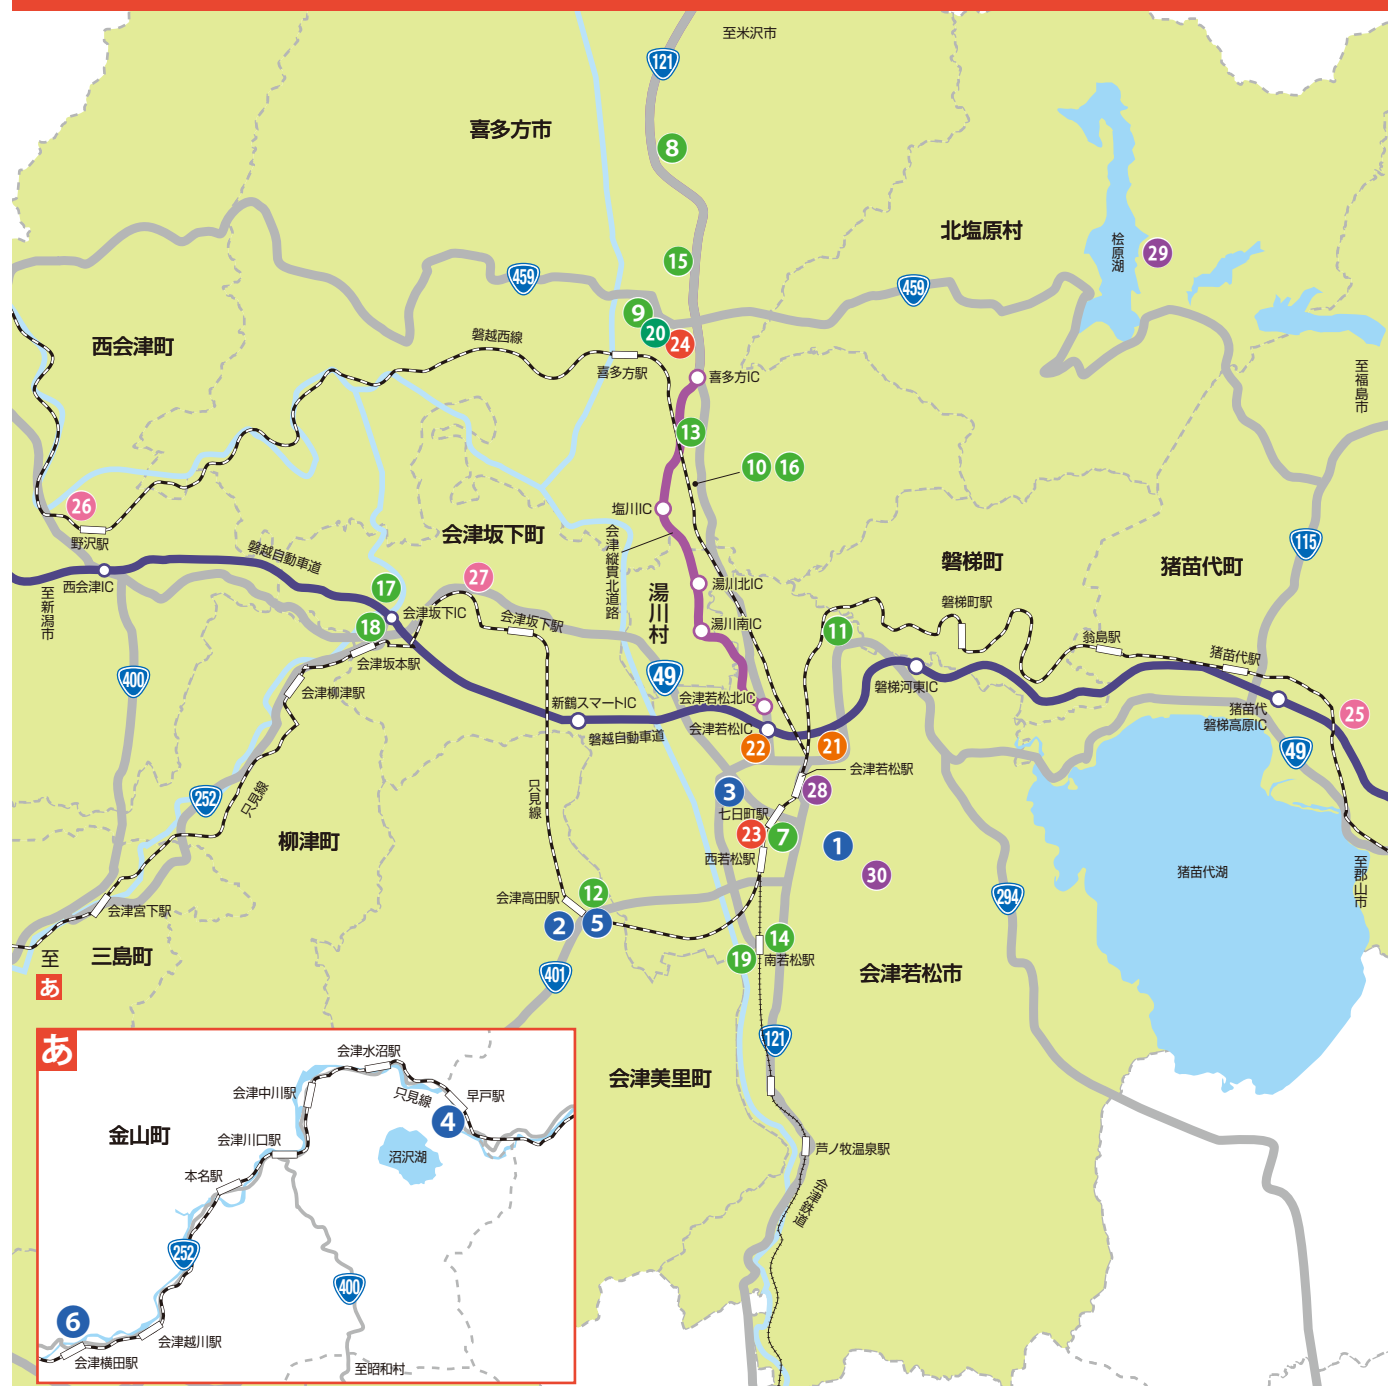 至米沢市
121
喜多方市
8
北塩原村
桧原湖
29
15
459
459
9
20
24
西会津町
磐越西線
喜多方駅
喜多方IC
至福島市
13
10
16
26
塩川IC
野沢駅
会津坂下町
会津縦貫北道路
115
磐越自動車道
磐梯町
猪苗代町
西会津IC
至新潟市
17
27
湯川北IC
湯川村
磐梯町駅
会津坂下IC
18
会津坂下駅
湯川南IC
11
翁島駅
猪苗代駅
会津坂本駅
400
会津柳津駅
49
磐梯河東IC
新鶴スマートIC
会津若松北IC
猪苗代
磐梯高原IC
25
会津若松IC
磐越自動車道
22
21
49
会津若松駅
252
只見線
只見線
3
28
七日町駅
柳津町
23
7
1
西若松駅
30
猪苗代湖
至郡山市
会津高田駅
12
294
会津宮下駅
2
5
三島町
至
あ
14
19
南若松駅
会津若松市
401
121
あ
会津水沼駅
会津美里町
会津中川駅
只見線
早戸駅
4
金山町
会津川口駅
沼沢湖
芦ノ牧温泉駅
本名駅
会津鉄道
252
400
6
会津越川駅
会津横田駅
至昭和村